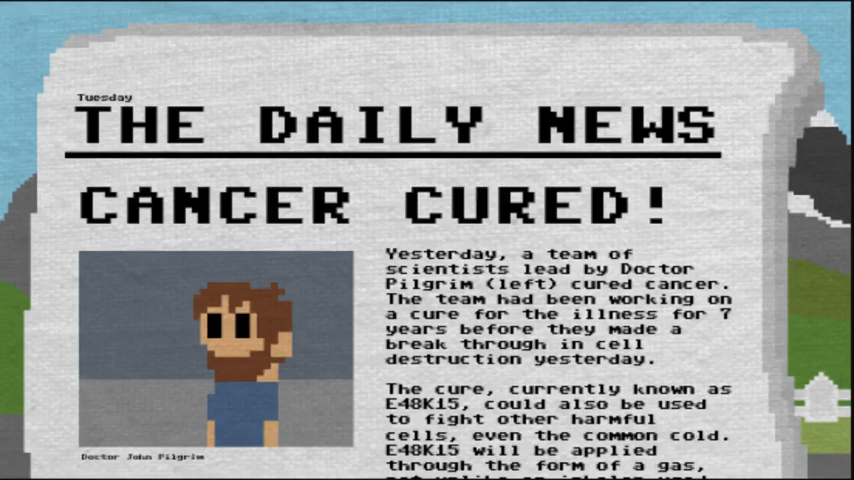 Tuesday
THE DAILY NEWS
CANCER CURED!
Yesterday, a team of
scientists lead by Doctor
Pilgrim (left) cured cancer.
The team had been working on
a cure for the illness for 7
years before they made a
break through in cell
destruction yesterday.
The cure, currently known as
E48K15, could also be used
to fight other harmful
cells, even the common cold.
E48K15 will be applied
through the form of a gas,
Doctor John Pilgrim